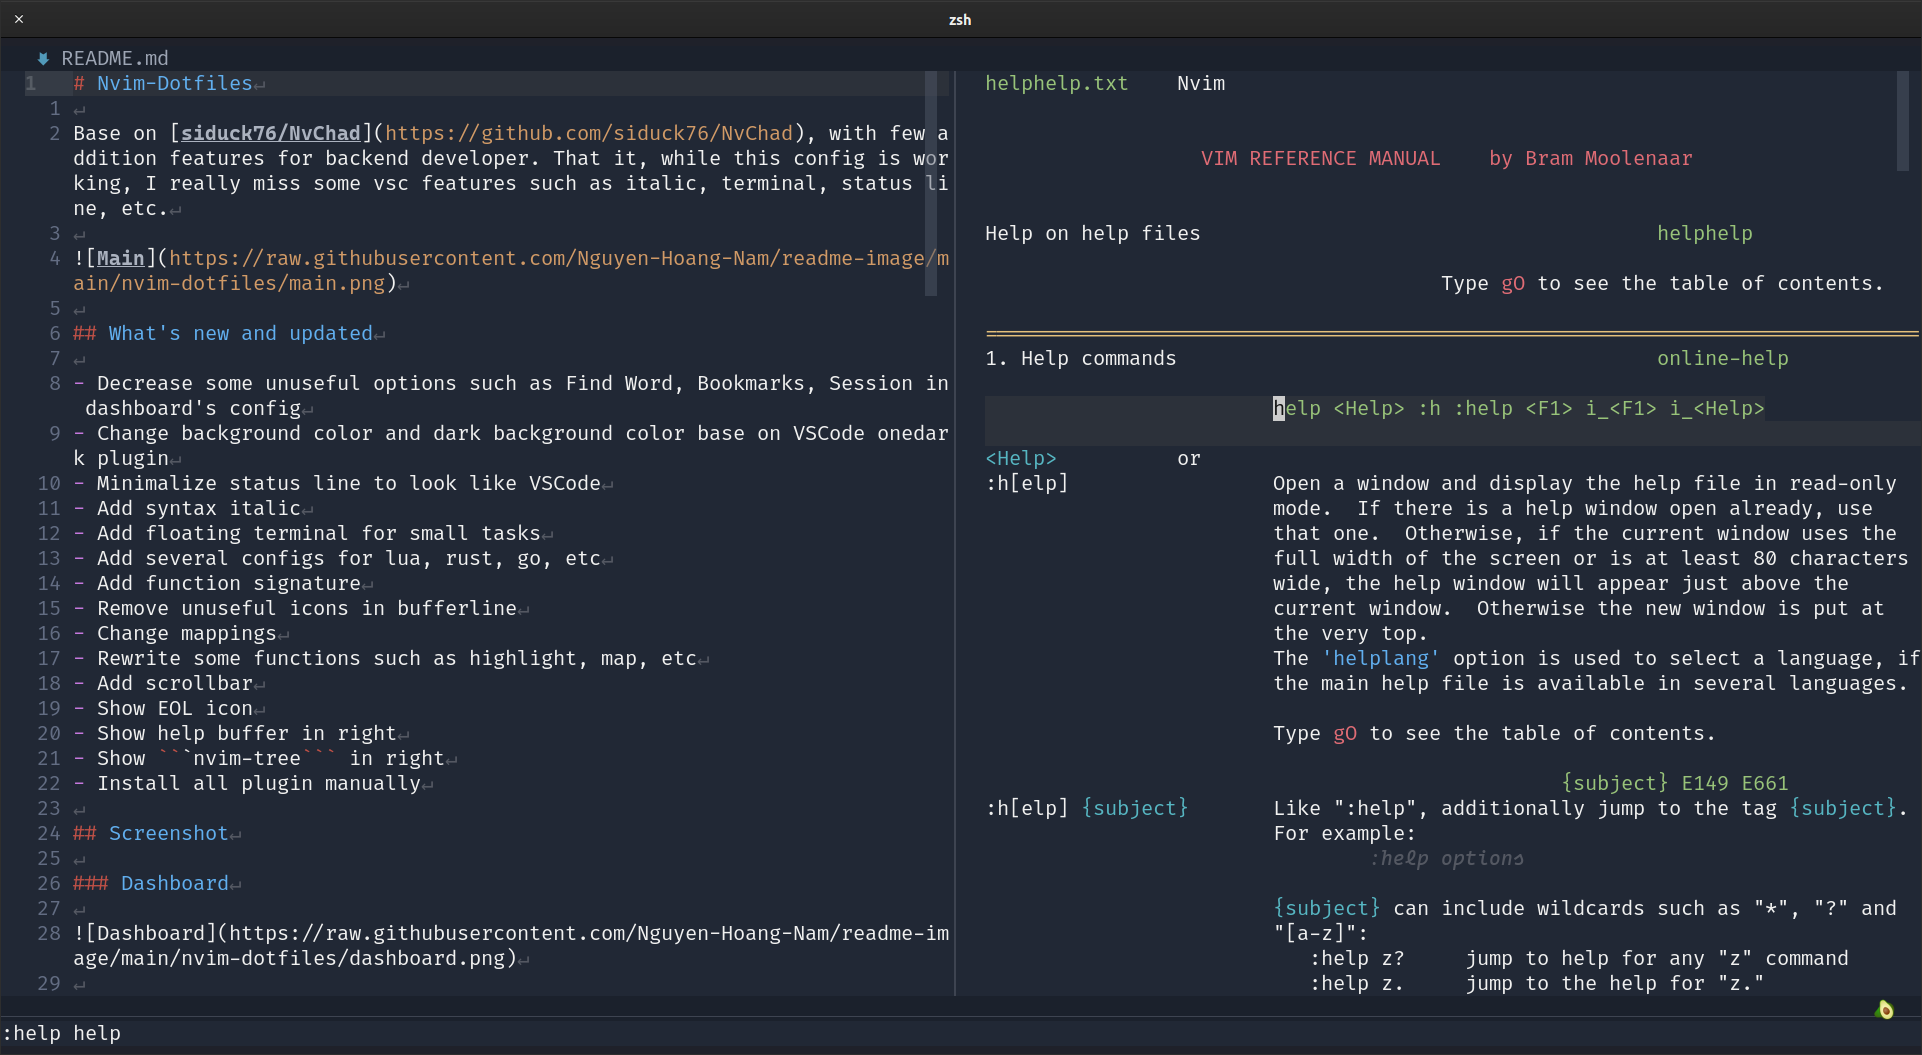 × zsh
README.md
1 # Nvim-Dotfiles↵
1 ↵
2 Base on [siduck76/NvChad](https://github.com/siduck76/NvChad), with few a
ddition features for backend developer. That it, while this config is wor
king, I really miss some vsc features such as italic, terminal, status li
ne, etc.↵
3 ↵
4 ![Main](https://raw.githubusercontent.com/Nguyen-Hoang-Nam/readme-image/m
ain/nvim-dotfiles/main.png)↵
5 ↵
6 ## What's new and updated↵
7 ↵
8 - Decrease some unuseful options such as Find Word, Bookmarks, Session in
dashboard's config↵
9 - Change background color and dark background color base on VSCode onedar
k plugin↵
10 - Minimalize status line to look like VSCode↵
11 - Add syntax italic↵
12 - Add floating terminal for small tasks↵
13 - Add several configs for lua, rust, go, etc↵
14 - Add function signature↵
15 - Remove unuseful icons in bufferline↵
16 - Change mappings↵
17 - Rewrite some functions such as highlight, map, etc↵
18 - Add scrollbar↵
19 - Show EOL icon↵
20 - Show help buffer in right↵
21 - Show ```nvim-tree``` in right↵
22 - Install all plugin manually↵
23 ↵
24 ## Screenshot↵
25 ↵
26 ### Dashboard↵
27 ↵
28 ![Dashboard](https://raw.githubusercontent.com/Nguyen-Hoang-Nam/readme-im
age/main/nvim-dotfiles/dashboard.png)↵
29 ↵
helphelp.txt Nvim
VIM REFERENCE MANUAL by Bram Moolenaar
Help on help files helphelp
Type gO to see the table of contents.
1. Help commands online-help
help <Help> :h :help <F1> i_<F1> i_<Help>
<Help> or
:h[elp] Open a window and display the help file in read-only
mode. If there is a help window open already, use
that one. Otherwise, if the current window uses the
full width of the screen or is at least 80 characters
wide, the help window will appear just above the
current window. Otherwise the new window is put at
the very top.
The 'helplang' option is used to select a language, if
the main help file is available in several languages.
Type gO to see the table of contents.
{subject} E149 E661
:h[elp] {subject} Like ":help", additionally jump to the tag {subject}.
For example:
:help options
{subject} can include wildcards such as "*", "?" and
"[a-z]":
:help z? jump to help for any "z" command
:help z. jump to the help for "z."
:help help